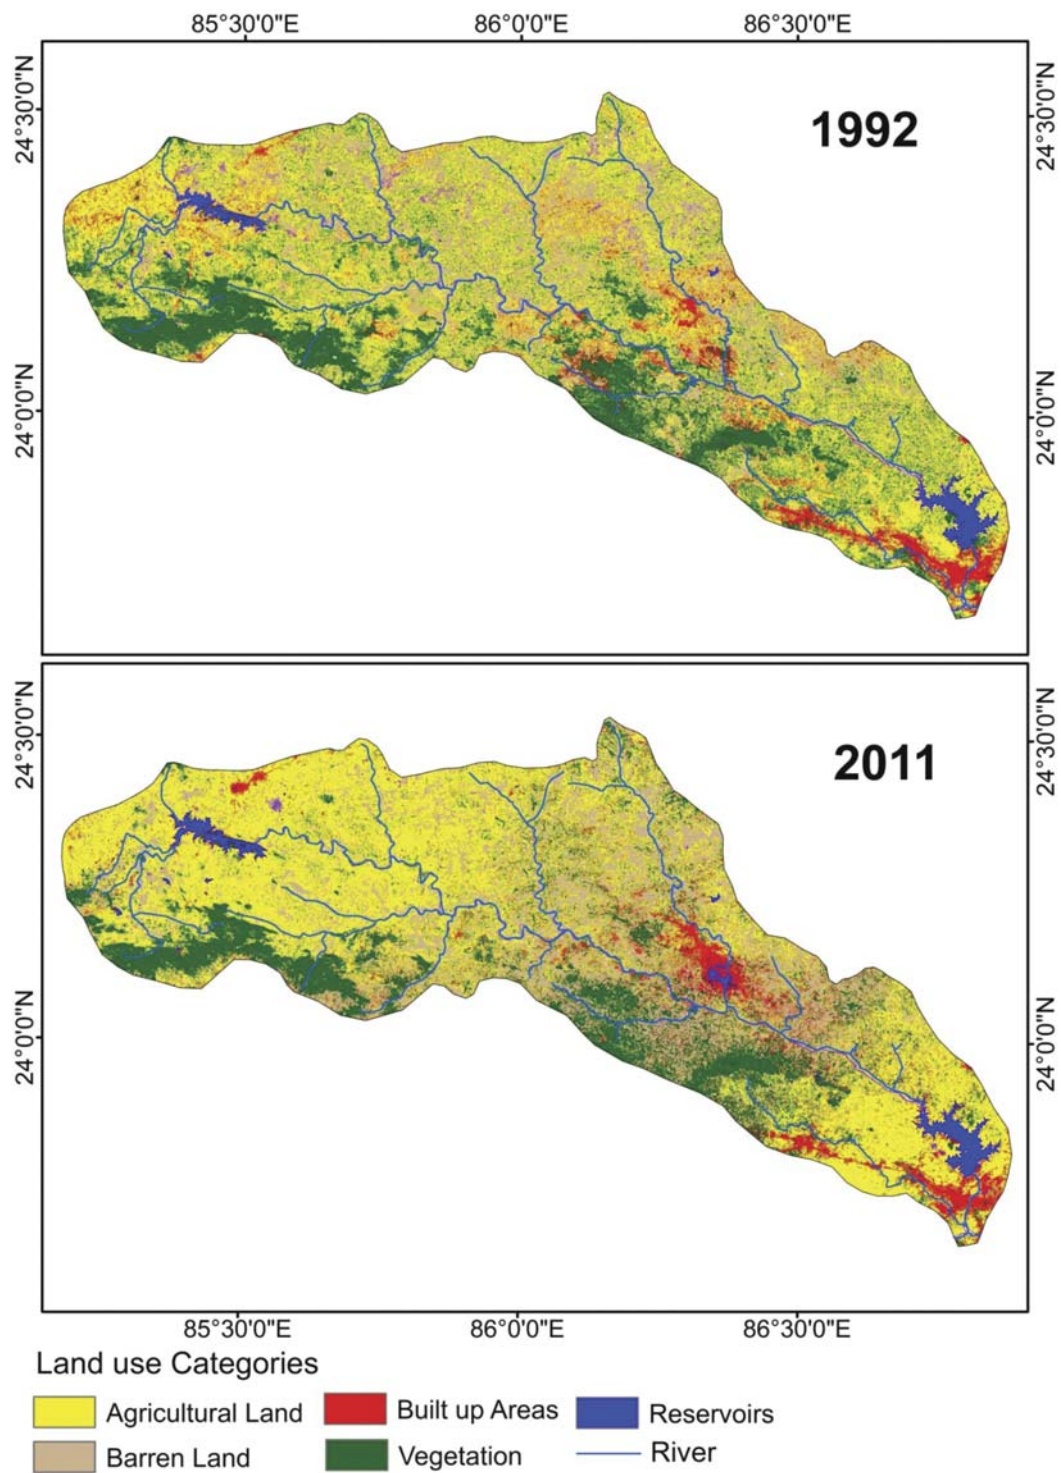 85°30'0"E 86°0'0"E 86°30'0"E
24°30'0"N 24°30'0"N
1992
24°0'0"N 24°0'0"N
24°30'0"N 24°30'0"N
2011
24°0'0"N 24°0'0"N
85°30'0"E 86°0'0"E 86°30'0"E
Land use Categories
Agricultural Land Built up Areas Reservoirs
Barren Land Vegetation River